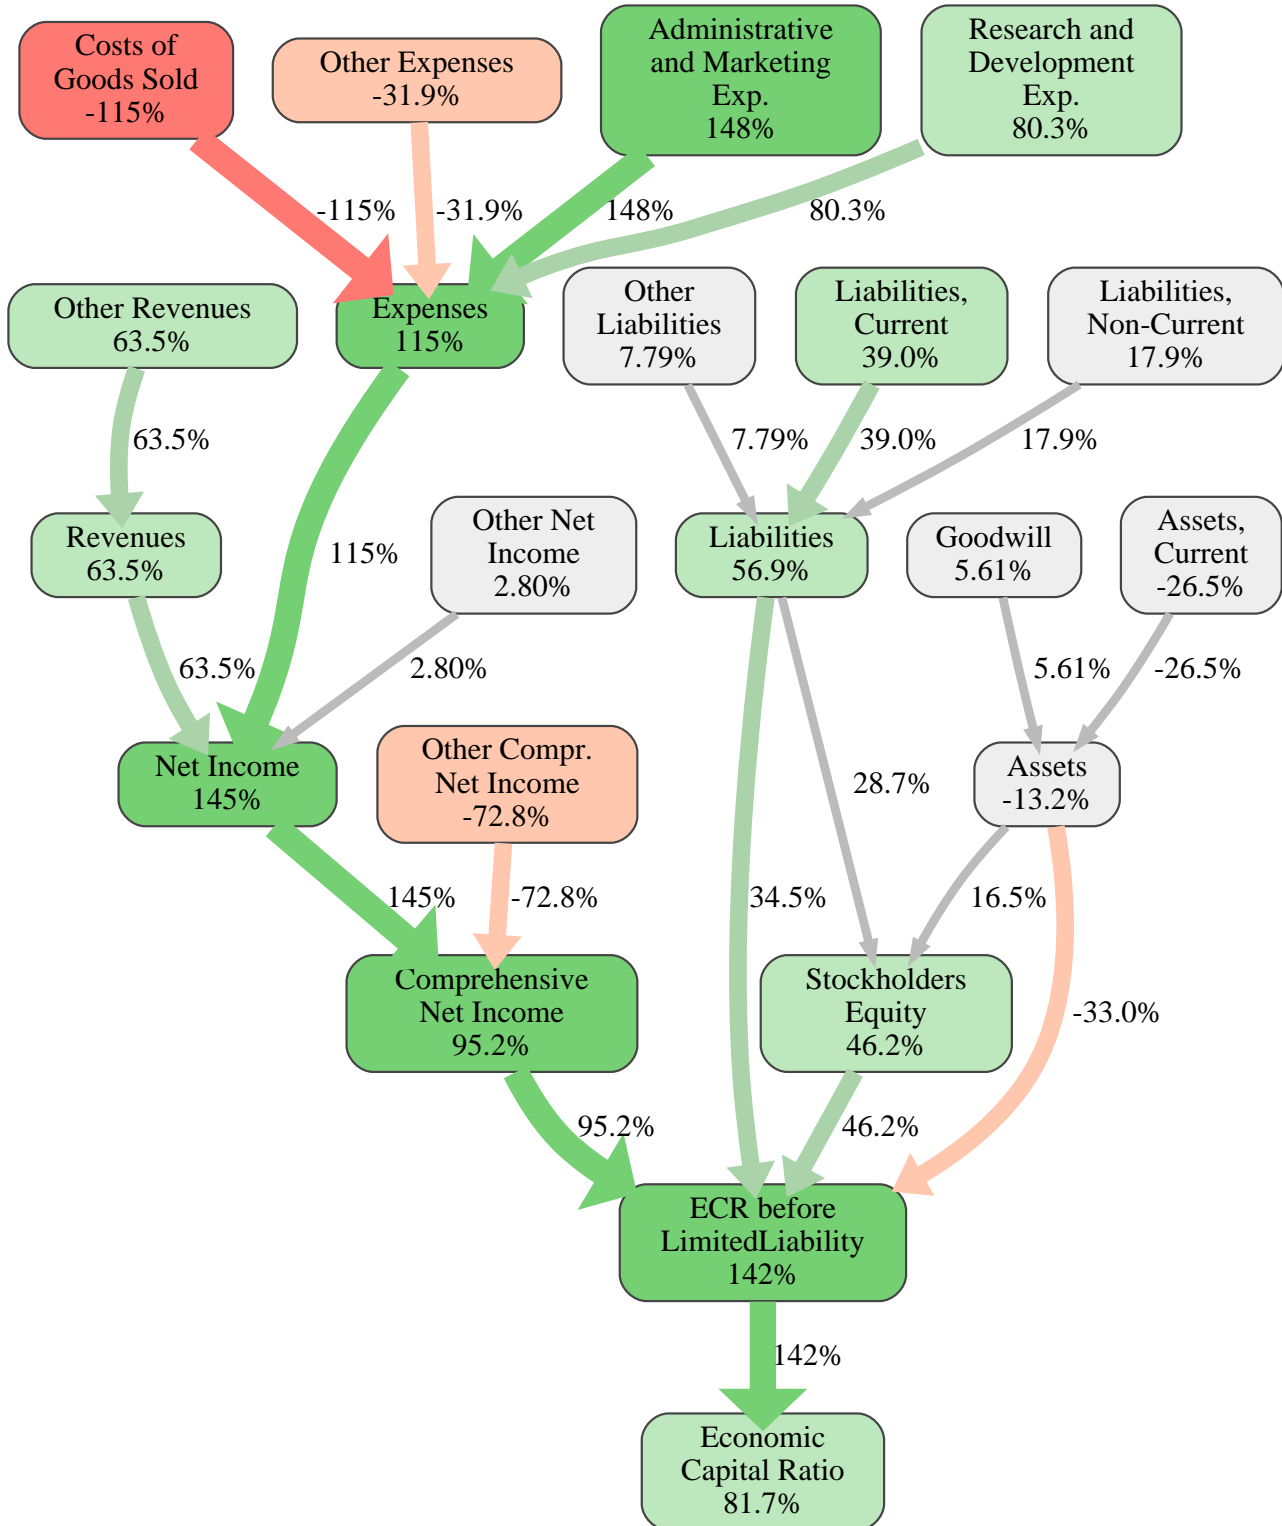 Costs of
Goods Sold
-115%
Other Expenses
-31.9%
Administrative
and Marketing
Exp.
148%
Research and
Development
Exp.
80.3%
-115%
-31.9%
148%
80.3%
Other Revenues
63.5%
Expenses
115%
Other
Liabilities
7.79%
Liabilities,
Current
39.0%
Liabilities,
Non-Current
17.9%
63.5%
7.79%
39.0%
17.9%
Revenues
63.5%
115%
Other Net
Income
2.80%
Liabilities
56.9%
Goodwill
5.61%
Assets,
Current
-26.5%
63.5%
2.80%
5.61%
-26.5%
Net Income
145%
Other Compr.
Net Income
-72.8%
28.7%
Assets
-13.2%
145%
-72.8%
34.5%
16.5%
Comprehensive
Net Income
95.2%
Stockholders
Equity
46.2%
-33.0%
95.2%
46.2%
ECR before
LimitedLiability
142%
142%
Economic
Capital Ratio
81.7%